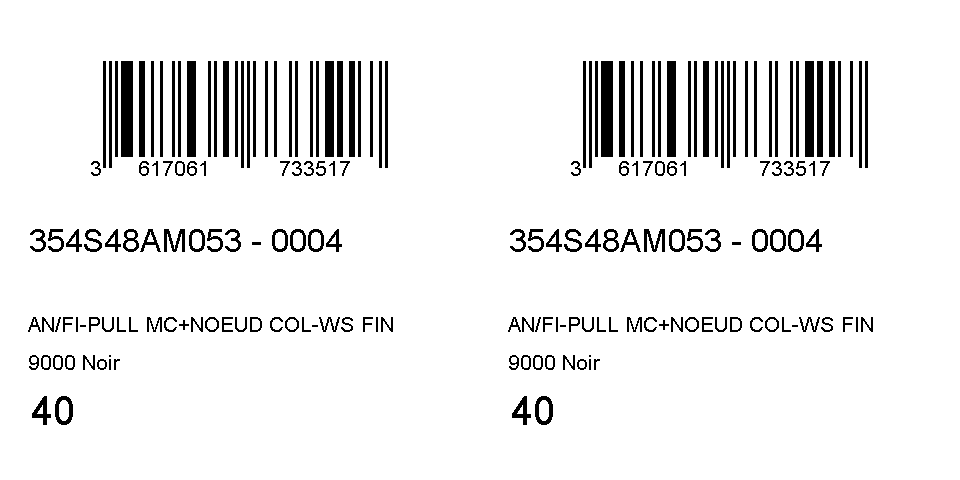 3 617061 733517
354S48AM053 - 0004
AN/FI-PULL MC+NOEUD COL-WS FIN
9000 Noir
40
3 617061 733517
354S48AM053 - 0004
AN/FI-PULL MC+NOEUD COL-WS FIN
9000 Noir
40